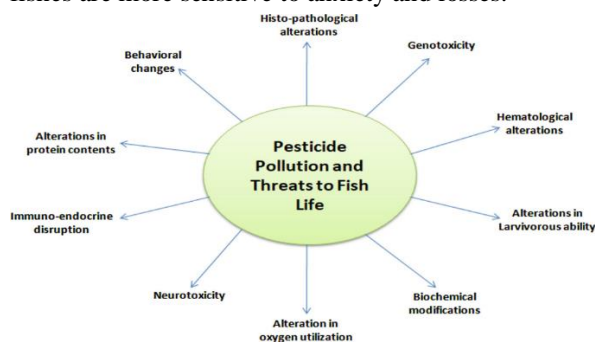 fishes are more sensitive to anxiety and losses.
Histo-pathological
alterations
Genotoxicity
Behavioral
changes
Hematological
alterations
Alterations in
protein contents
Pesticide
Pollution and
Threats to Fish
Life
Immuno-endocrine
disruption
Alterations in
Larvivorous ability
Neurotoxicity
Biochemical
modifications
Alteration in
oxygen utilization